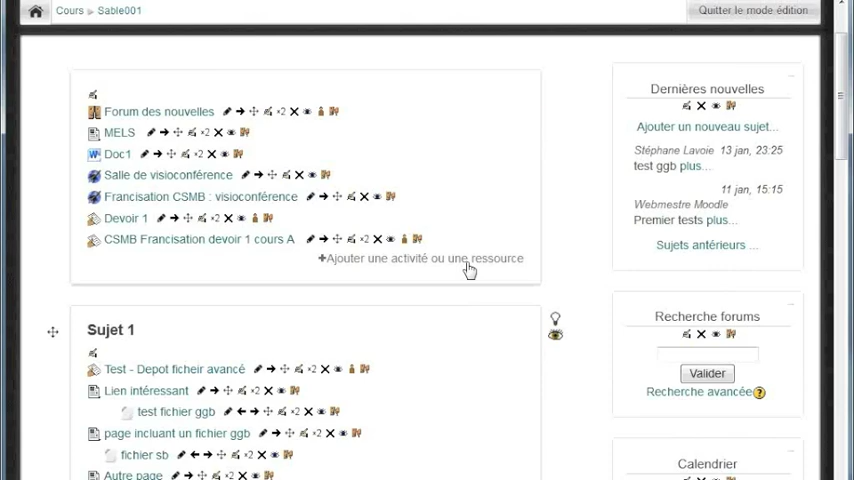 Cours ▶ Sable001
Quitter le mode édition
Forum des nouvelles
MELS
Doc1
Salle de visioconférence
Francisation CSMB : visioconférence
Devoir 1
CSMB Francisation devoir 1 cours A
Ajouter une activité ou une ressource
Sujet 1
Test - Depot ficheir avancé
Lien intéressant
test fichier ggb
page incluant un fichier ggb
fichier sb
Autre page
Dernières nouvelles
Ajouter un nouveau sujet...
Stéphane Lavoie 13 jan, 23:25
test ggb plus...
11 jan, 15:15
Webmestre Moodle
Premier tests plus...
Sujets antérieurs ...
Recherche forums
Valider
Recherche avancée
Calendrier